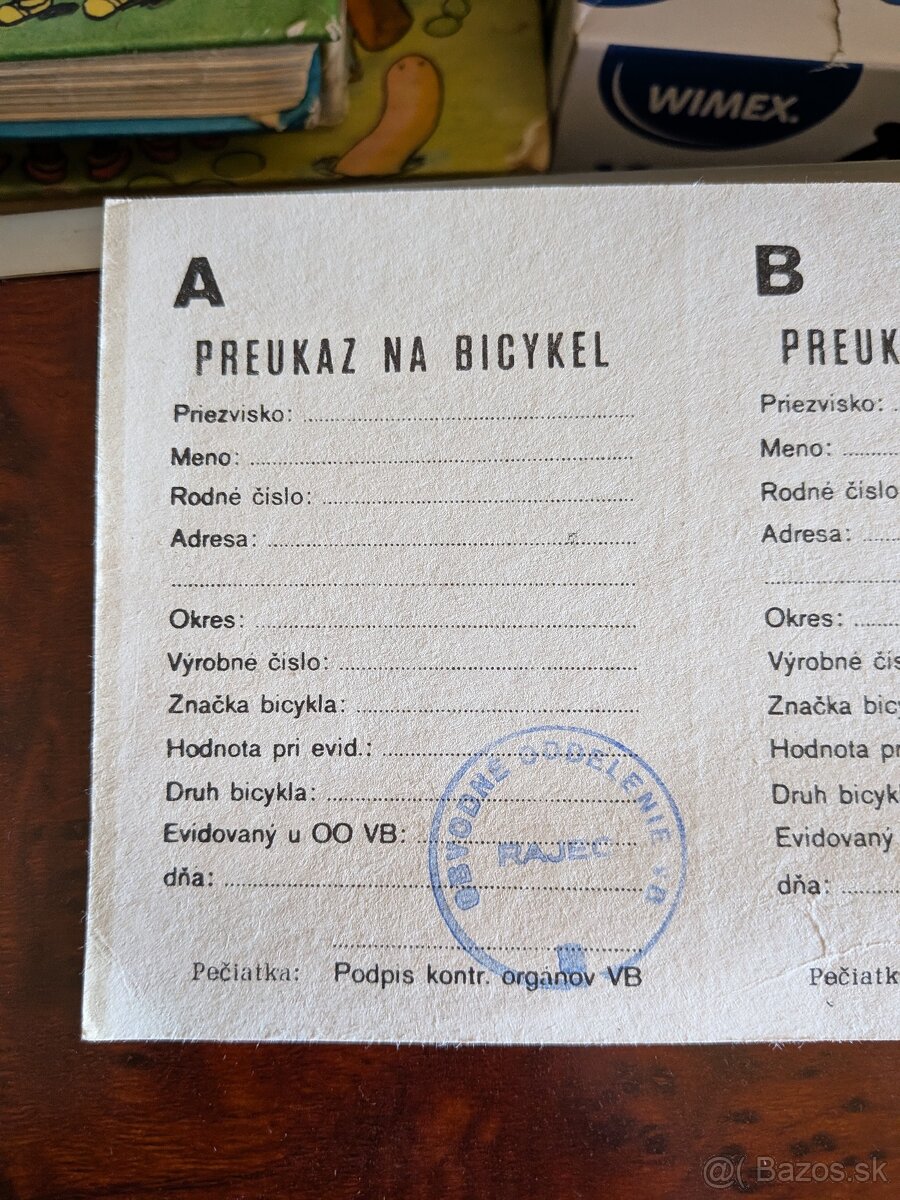 WIMEX.
A
PREUKAZ NA BICYKEL
Priezvisko:
Meno:
Rodné číslo:
Adresa:
Okres:
Výrobné číslo:
Značka bicykla:
Hodnota pri evid.:
Druh bicykla:
Evidovaný u OO VB:
dňa:
Pečiatka: Podpis kontr. orgánov VB
OBVODNÉ ODDELENIE VB
RAJEC
B
PREUK
Priezvisko:
Meno:
Rodné číslo
Adresa:
Okres:
Výrobné čís
Značka bicy
Hodnota pr
Druh bicyk
Evidovaný
dňa:
Pečiatk
@( Bazos.sk